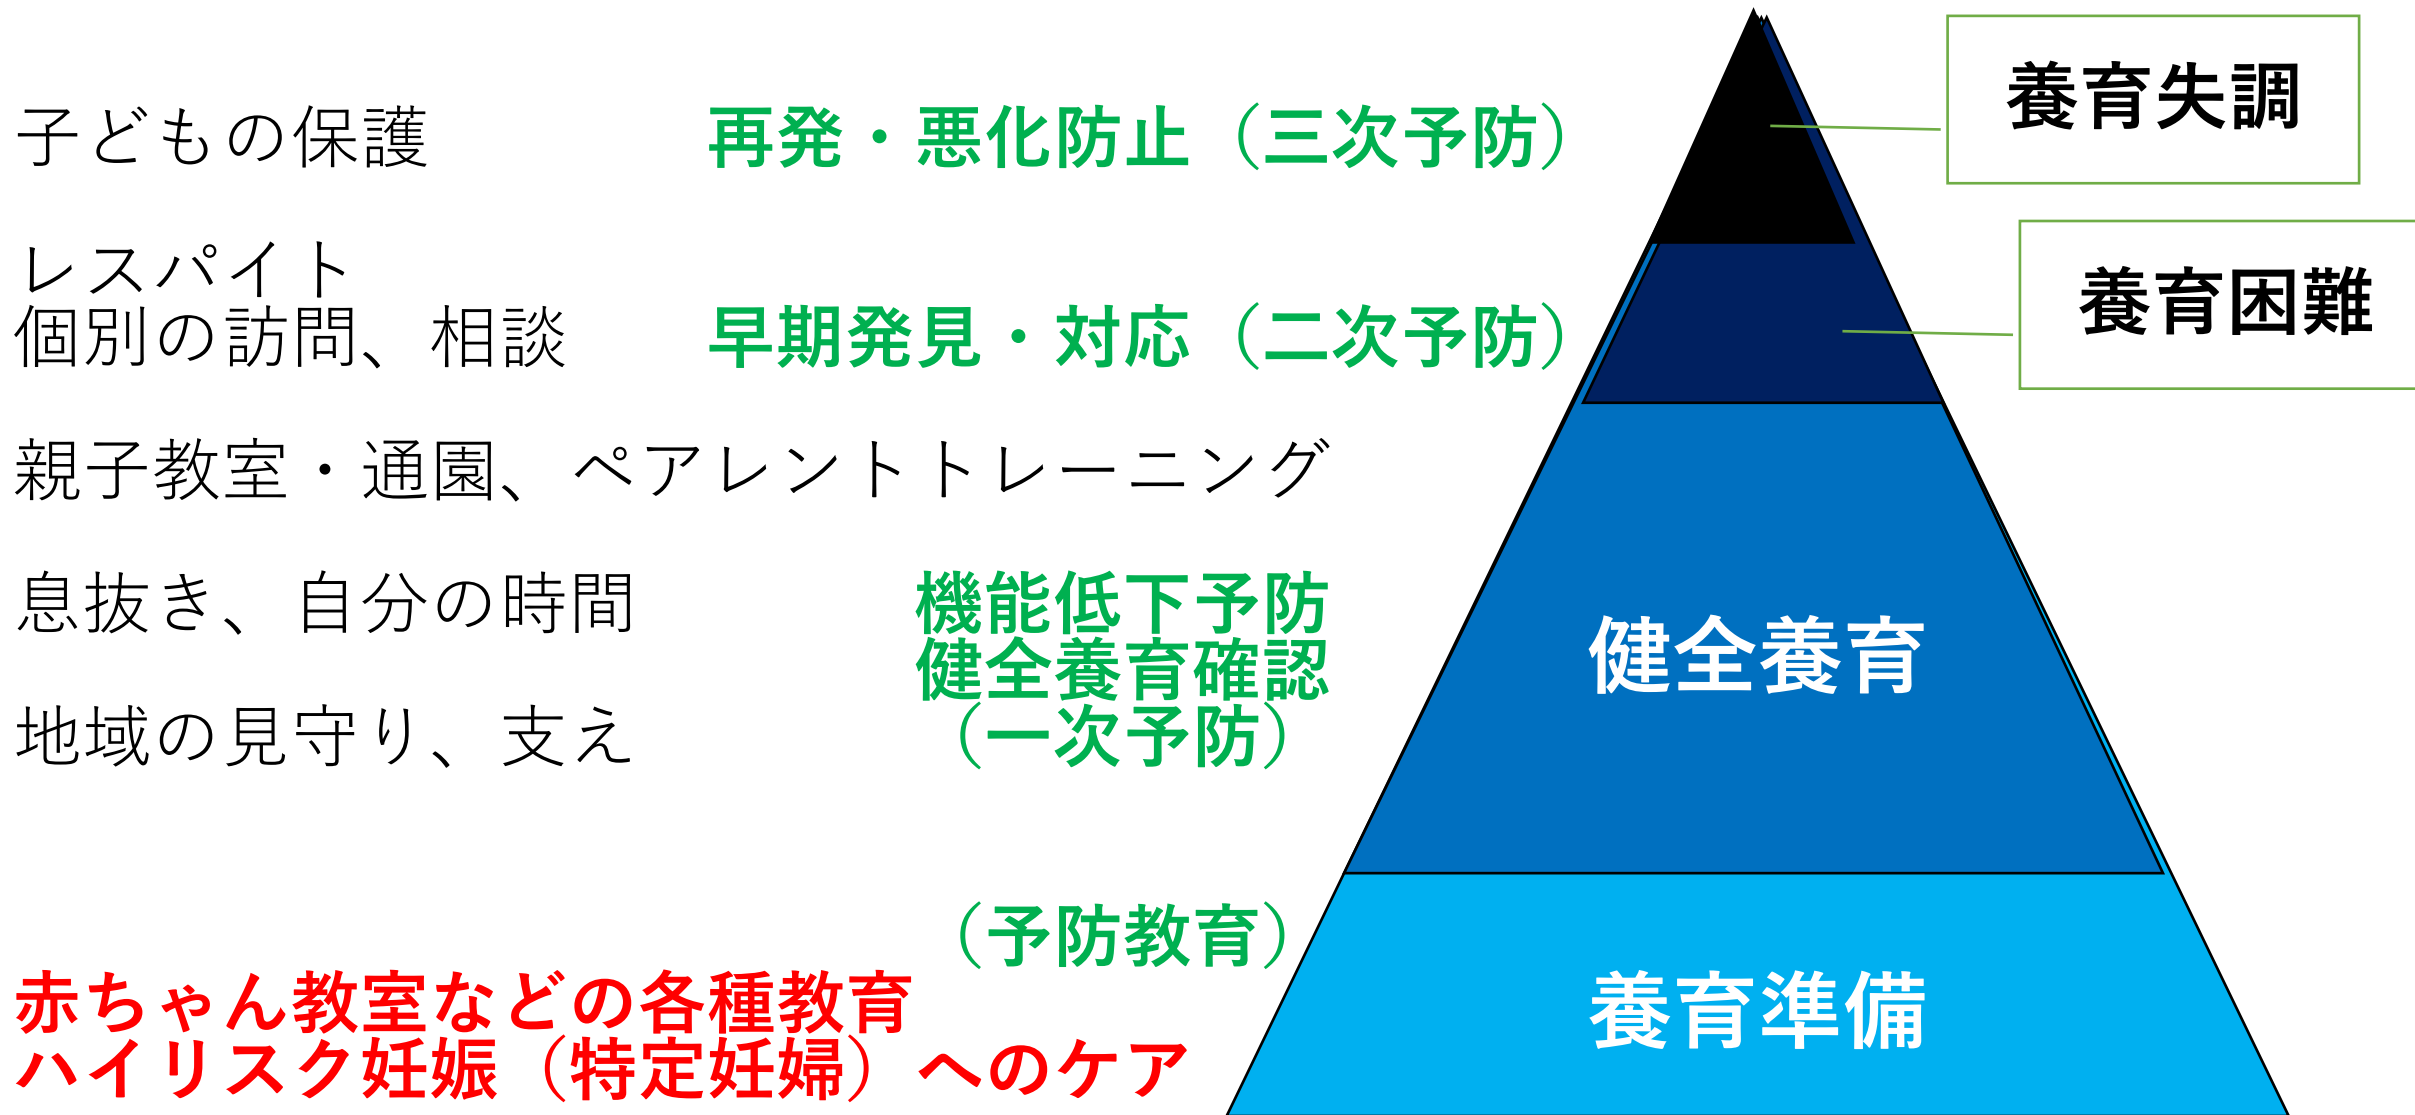 養育失調
子どもの保護 再発・悪化防止（三次予防）
レスパイト
養育困難
個別の訪問、相談 早期発見・対応（二次予防）
親子教室・通園、ペアレントトレーニング
息抜き、自分の時間 機能低下予防
健全養育確認
健全養育
地域の見守り、支え （一次予防）
（予防教育）
赤ちゃん教室などの各種教育
養育準備
ハイリスク妊娠（特定妊婦）へのケア